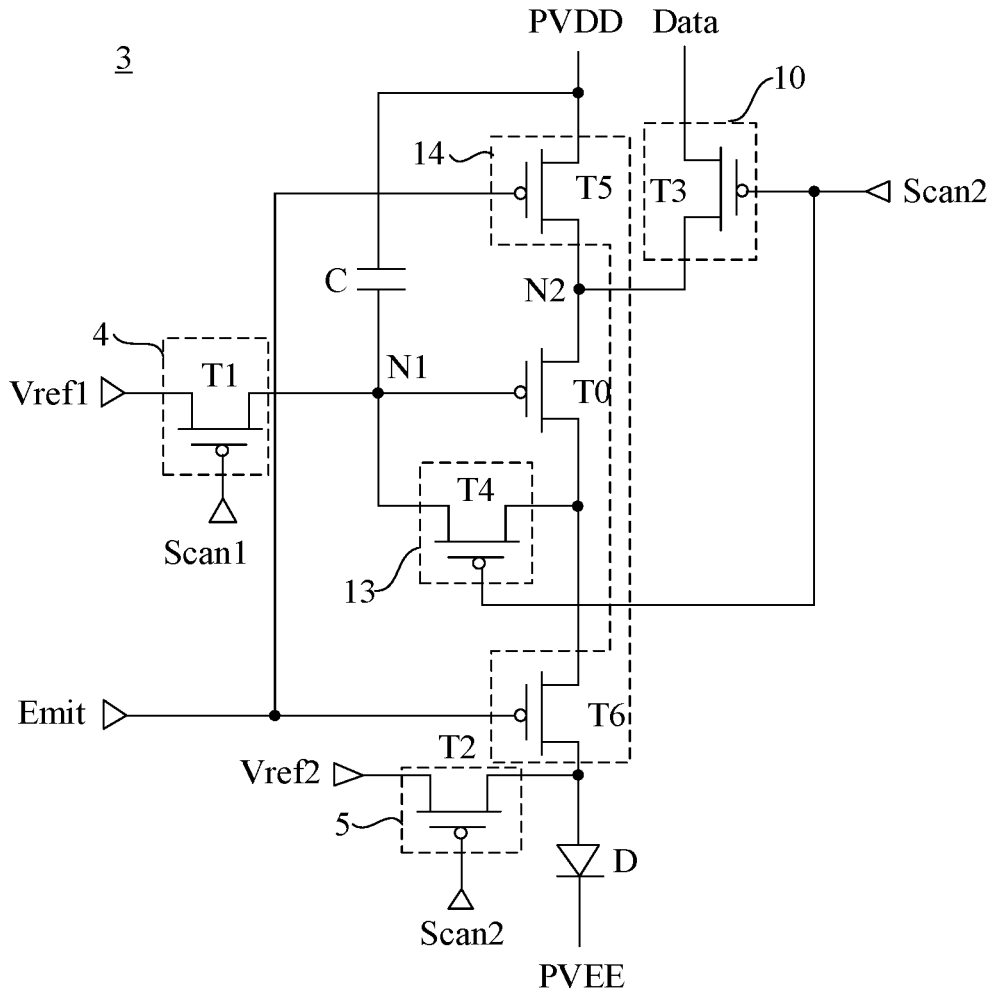 3
PVDD
Data
10
14
T5
T3
Scan2
C
N2
4
T1
N1
Vref1
T0
T4
Scan1
13
Emit
T6
T2
Vref2
5
D
Scan2
PVEE